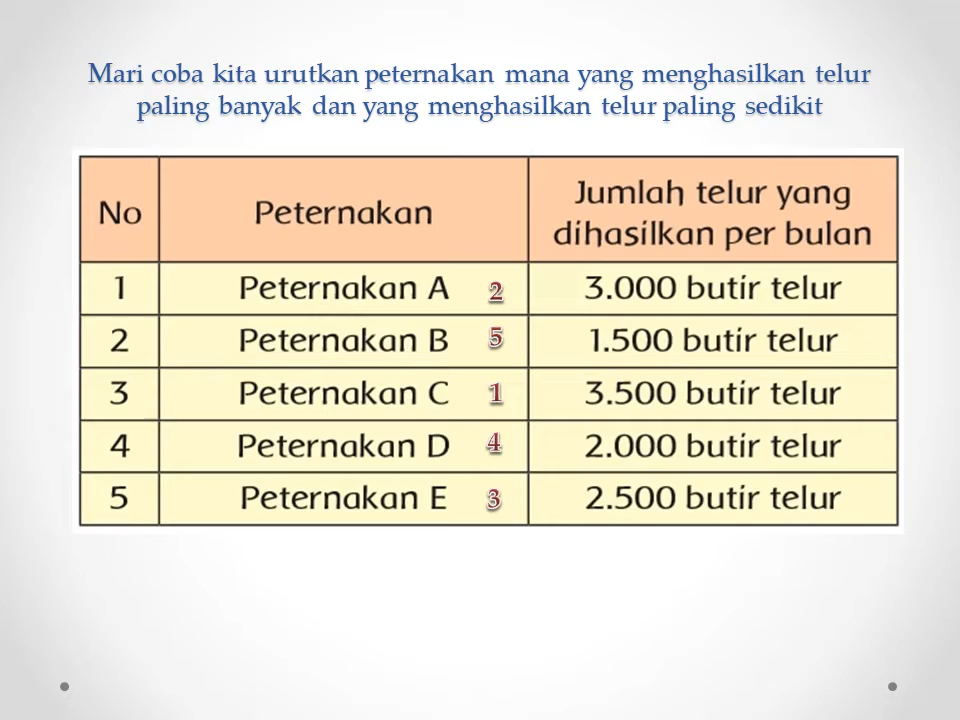 Mari coba kita urutkan peternakan mana yang menghasilkan telur
paling banyak dan yang menghasilkan telur paling sedikit
No Peternakan Jumlah telur yang
dihasilkan per bulan
1 Peternakan A 2 3.000 butir telur
2 Peternakan B 5 1.500 butir telur
3 Peternakan C 1 3.500 butir telur
4 Peternakan D 4 2.000 butir telur
5 Peternakan E 3 2.500 butir telur